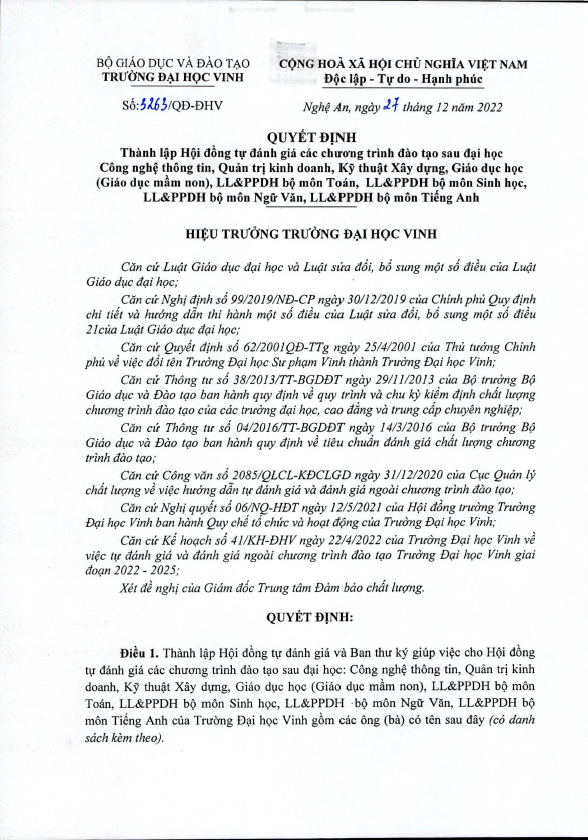 BỘ GIÁO DỤC VÀ ĐÀO TẠO
TRƯỜNG ĐẠI HỌC VINH
CỘNG HOÀ XÃ HỘI CHỦ NGHĨA VIỆT NAM
Độc lập - Tự do - Hạnh phúc
Số:3263/QĐ-ĐHV
Nghệ An, ngày 27 tháng 12 năm 2022
QUYẾT ĐỊNH
Thành lập Hội đồng tự đánh giá các chương trình đào tạo sau đại học
Công nghệ thông tin, Quản trị kinh doanh, Kỹ thuật Xây dựng, Giáo dục học
(Giáo dục mầm non), LL&PPDH bộ môn Toán, LL&PPDH bộ môn Sinh học,
LL&PPDH bộ môn Ngữ Văn, LL&PPDH bộ môn Tiếng Anh
HIỆU TRƯỞNG TRƯỜNG ĐẠI HỌC VINH
Căn cứ Luật Giáo dục đại học và Luật sửa đổi, bổ sung một số điều của Luật
Giáo dục đại học;
Căn cứ Nghị định số 99/2019/NĐ-CP ngày 30/12/2019 của Chính phủ Quy định
chi tiết và hướng dẫn thi hành một số điều của Luật sửa đổi, bổ sung một số điều
21của Luật Giáo dục đại học;
Căn cứ Quyết định số 62/2001QĐ-TTg ngày 25/4/2001 của Thủ tướng Chính
phủ về việc đổi tên Trường Đại học Sư phạm Vinh thành Trường Đại học Vinh;
Căn cứ Thông tư số 38/2013/TT-BGDĐT ngày 29/11/2013 của Bộ trưởng Bộ
Giáo dục và Đào tạo ban hành quy định về quy trình và chu kỳ kiểm định chất lượng
chương trình đào tạo của các trường đại học, cao đẳng và trung cấp chuyên nghiệp;
Căn cứ Thông tư số 04/2016/TT-BGDĐT ngày 14/3/2016 của Bộ trưởng Bộ
Giáo dục và Đào tạo ban hành quy định về tiêu chuẩn đánh giá chất lượng chương
trình đào tạo;
Căn cứ Công văn số 2085/QLCL-KĐCLGD ngày 31/12/2020 của Cục Quản lý
chất lượng về việc hướng dẫn tự đánh giá và đánh giá ngoài chương trình đào tạo;
Căn cứ Nghị quyết số 06/NQ-HĐT ngày 12/5/2021 của Hội đồng trường Trường
Đại học Vinh ban hành Quy chế tổ chức và hoạt động của Trường Đại học Vinh;
Căn cứ Kế hoạch số 41/KH-ĐHV ngày 22/4/2022 của Trường Đại học Vinh về
việc tự đánh giá và đánh giá ngoài chương trình đào tạo Trường Đại học Vinh giai
đoạn 2022 - 2025;
Xét đề nghị của Giám đốc Trung tâm Đảm bảo chất lượng.
QUYẾT ĐỊNH:
Điều 1. Thành lập Hội đồng tự đánh giá và Ban thư ký giúp việc cho Hội đồng
tự đánh giá các chương trình đào tạo sau đại học: Công nghệ thông tin, Quản trị kinh
doanh, Kỹ thuật Xây dựng, Giáo dục học (Giáo dục mầm non), LL&PPDH bộ môn
Toán, LL&PPDH bộ môn Sinh học, LL&PPDH bộ môn Ngữ Văn, LL&PPDH bộ
môn Tiếng Anh của Trường Đại học Vinh gồm các ông (bà) có tên sau đây (có danh
sách kèm theo).